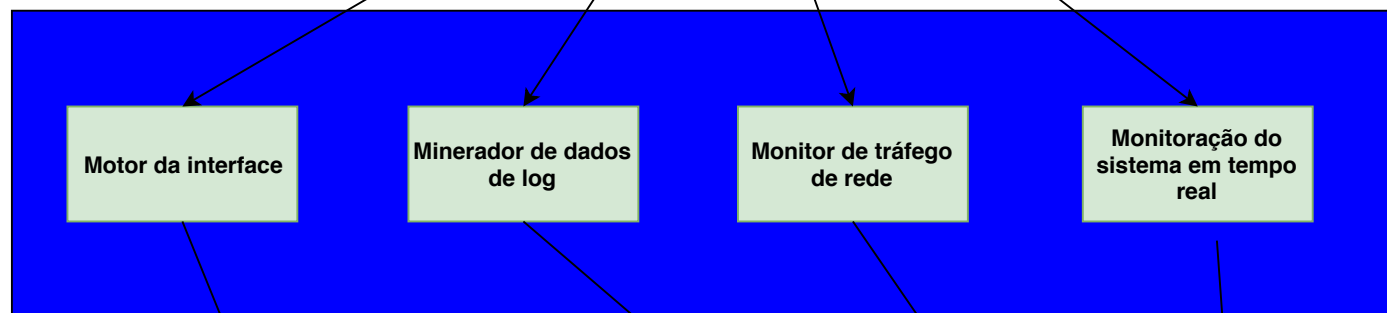 Motor da interface
Minerador de dados
de log
Monitor de tráfego
de rede
Monitoração do
sistema em tempo
real